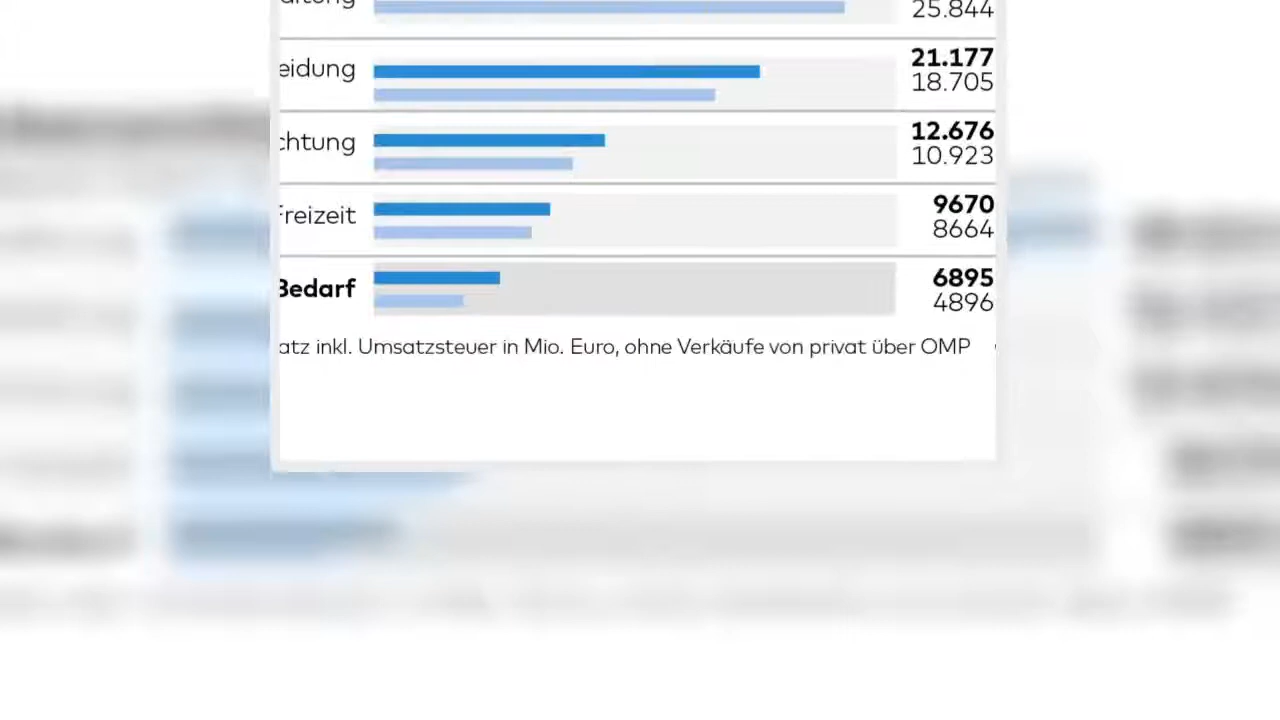 altung
25.844
eidung
21.177
18.705
chtung
12.676
10.923
Freizeit
9670
8664
Bedarf
6895
4896
atz inkl. Umsatzsteuer in Mio. Euro, ohne Verkäufe von privat über OMP